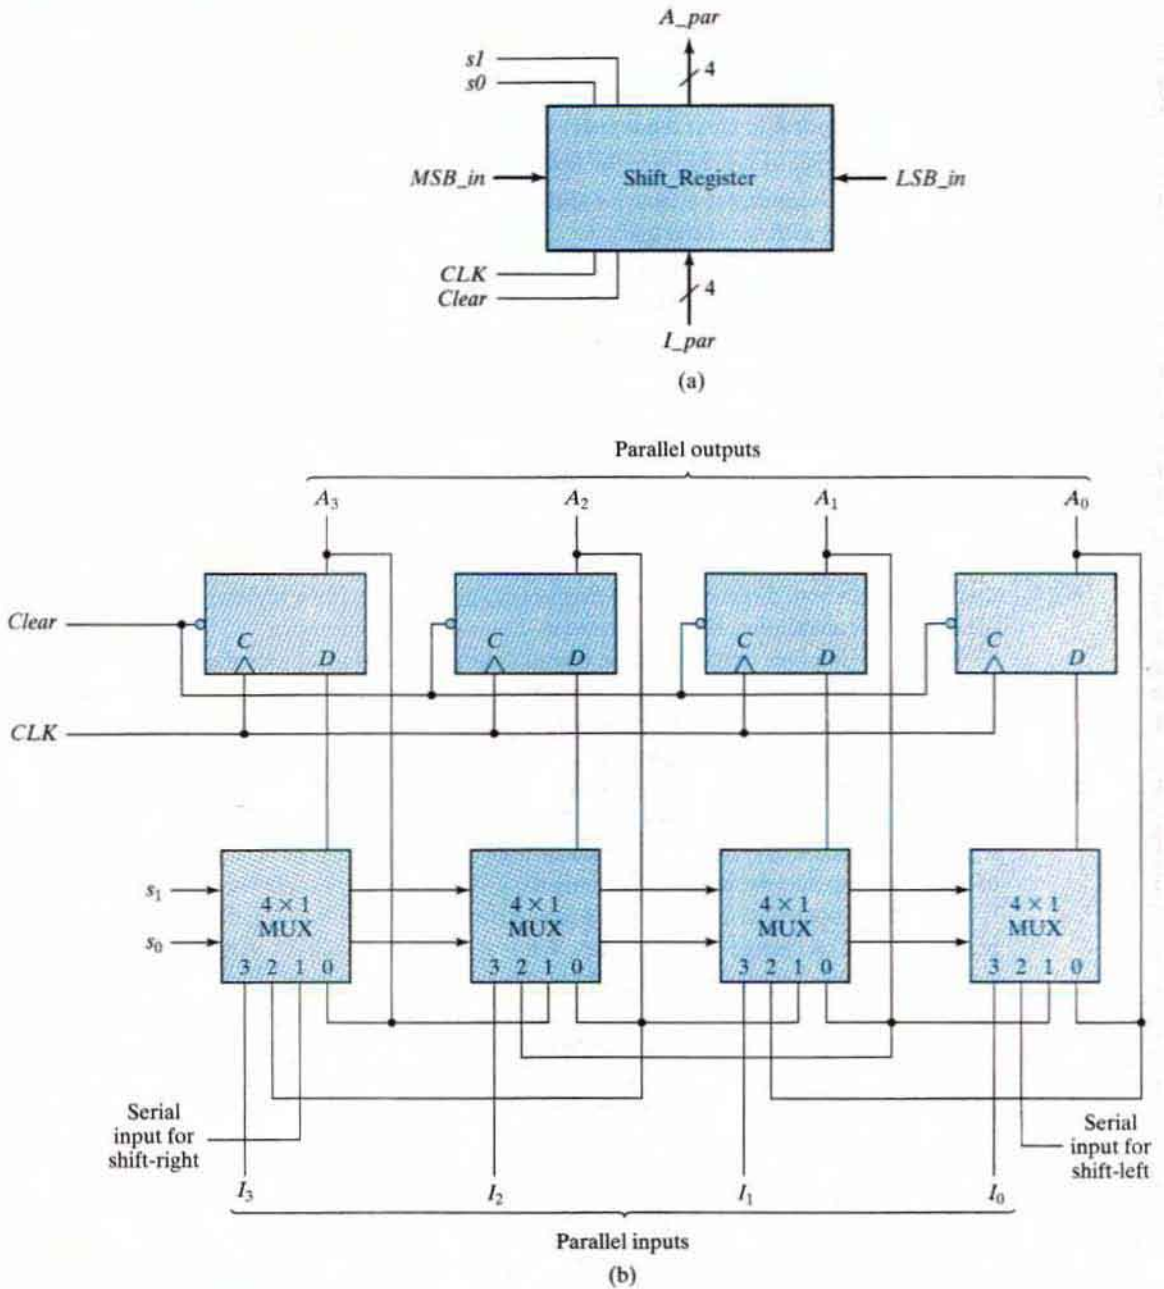 A_par
s1
4
s0
MSB_in
Shift_Register
LSB_in
CLK
4
Clear
I_par
(a)
Parallel outputs
A3 A2 A1 A0
Clear
C D C D C D C D
CLK
s1
4 × 1 4 × 1 4 × 1 4 × 1
MUX MUX MUX MUX
s0
3 2 1 0 3 2 1 0 3 2 1 0 3 2 1 0
Serial
input for
shift-right
Serial
input for
shift-left
I3 I2 I1 I0
Parallel inputs
(b)